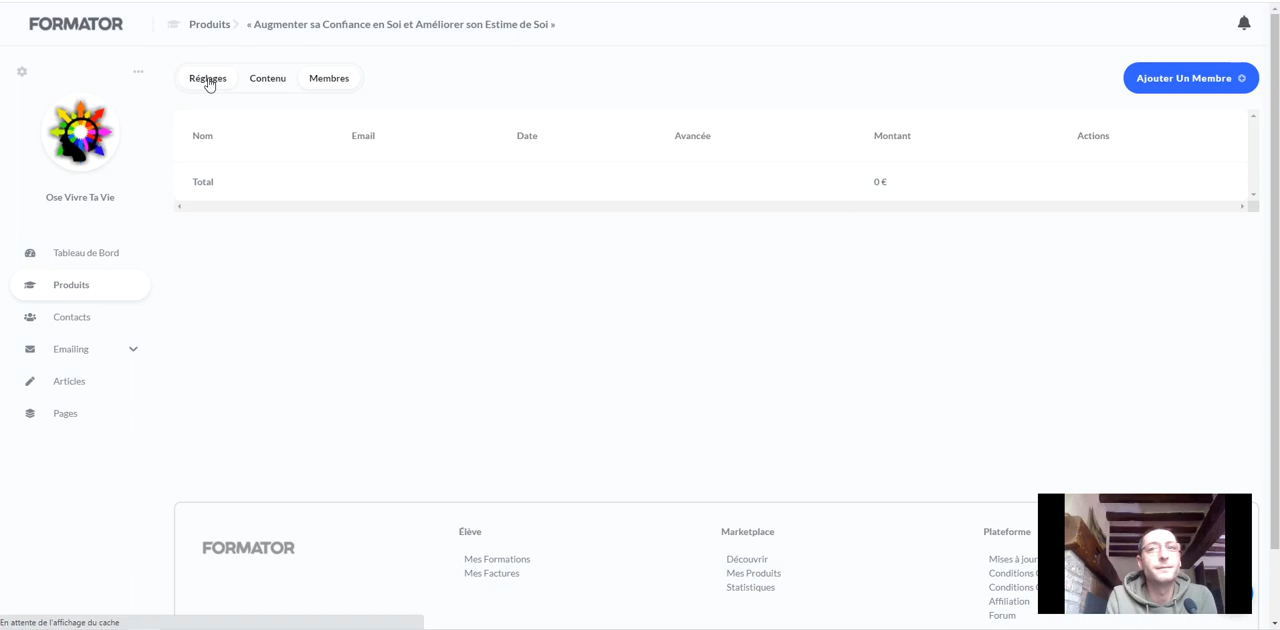 FORMATOR
Produits
« Augmenter sa Confiance en Soi et Améliorer son Estime de Soi »
Réglages
Contenu
Membres
Ajouter Un Membre
Nom
Email
Date
Avancée
Montant
Actions
Total
0 €
Ose Vivre Ta Vie
Tableau de Bord
Produits
Contacts
Emailing
Articles
Pages
FORMATOR
Élève
Mes Formations
Mes Factures
Marketplace
Découvrir
Mes Produits
Statistiques
Plateforme
Mises à jour
Conditions
Conditions
Affiliation
Forum
En attente de l'affichage du cache